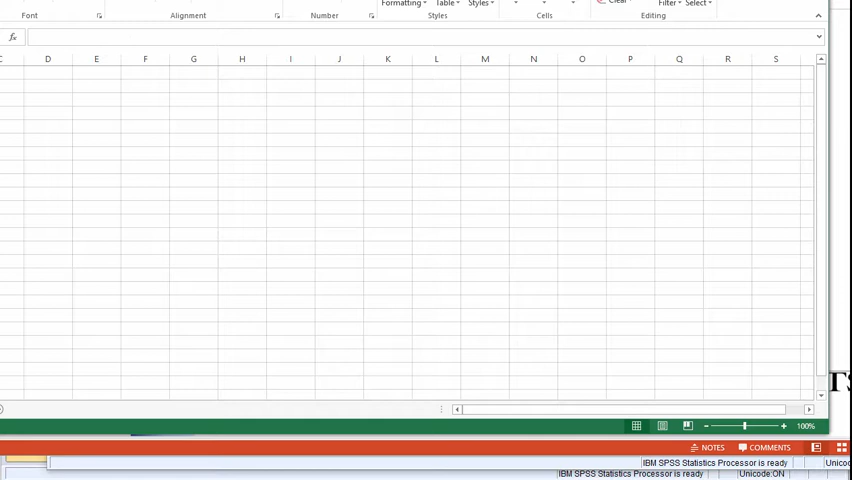 Formatting Table Styles Clear Filter Select
Font Alignment Number Styles Cells Editing
fx
C D E F G H I J K L M N O P Q R S
100%
NOTES COMMENTS
IBM SPSS Statistics Processor is ready Unicod
IBM SPSS Statistics Processor is ready Unicode:ON